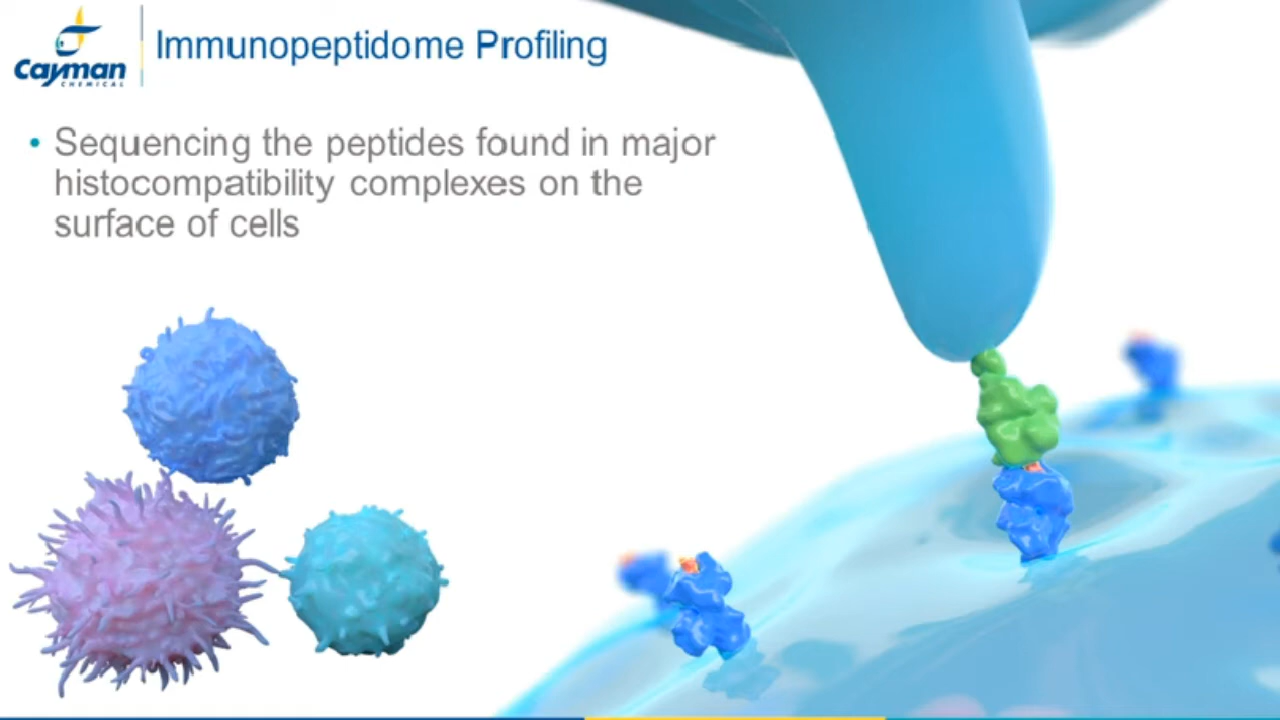 Cayman
CHEMICAL
Immunopeptidome Profiling
• Sequencing the peptides found in major
histocompatibility complexes on the
surface of cells